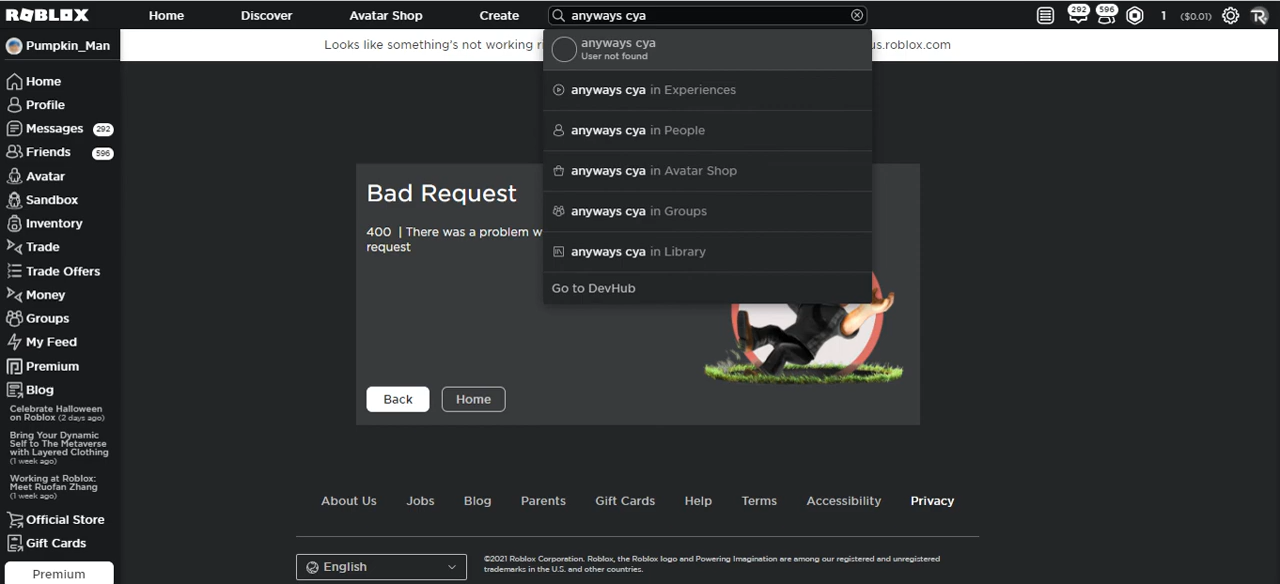 ROBLOX
Home
Discover
Avatar Shop
Create
anyways cya
292
596
1
($0.01)
Pumpkin_Man
Looks like something's not working r
us.roblox.com
anyways cya
User not found
anyways cya in Experiences
anyways cya in People
anyways cya in Avatar Shop
anyways cya in Groups
anyways cya in Library
Go to DevHub
Home
Profile
Messages 292
Friends 596
Avatar
Sandbox
Inventory
Trade
Trade Offers
Money
Groups
My Feed
Premium
Blog
Celebrate Halloween
on Roblox (2 days ago)
Bring Your Dynamic
Self to The Metaverse
with Layered Clothing
(1 week ago)
Working at Roblox:
Meet Ruofan Zhang
(1 week ago)
Official Store
Gift Cards
Premium
Bad Request
400 | There was a problem w
request
Back
Home
About Us
Jobs
Blog
Parents
Gift Cards
Help
Terms
Accessibility
Privacy
English
©2021 Roblox Corporation. Roblox, the Roblox logo and Powering Imagination are among our registered and unregistered
trademarks in the U.S. and other countries.